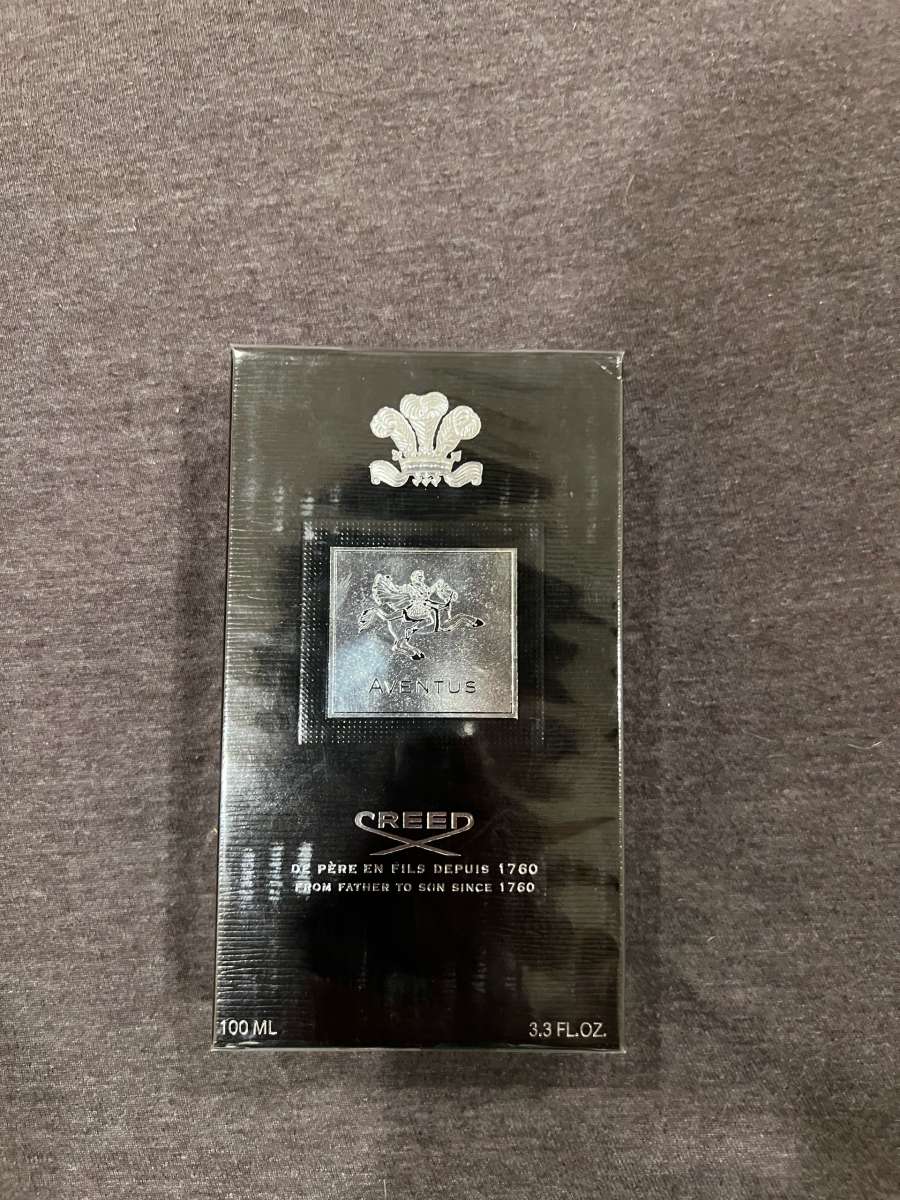 AVENTUS
CREED
DE PÈRE EN FILS DEPUIS 1760
FROM FATHER TO SON SINCE 1760
100 ML 3.3 FL.OZ.